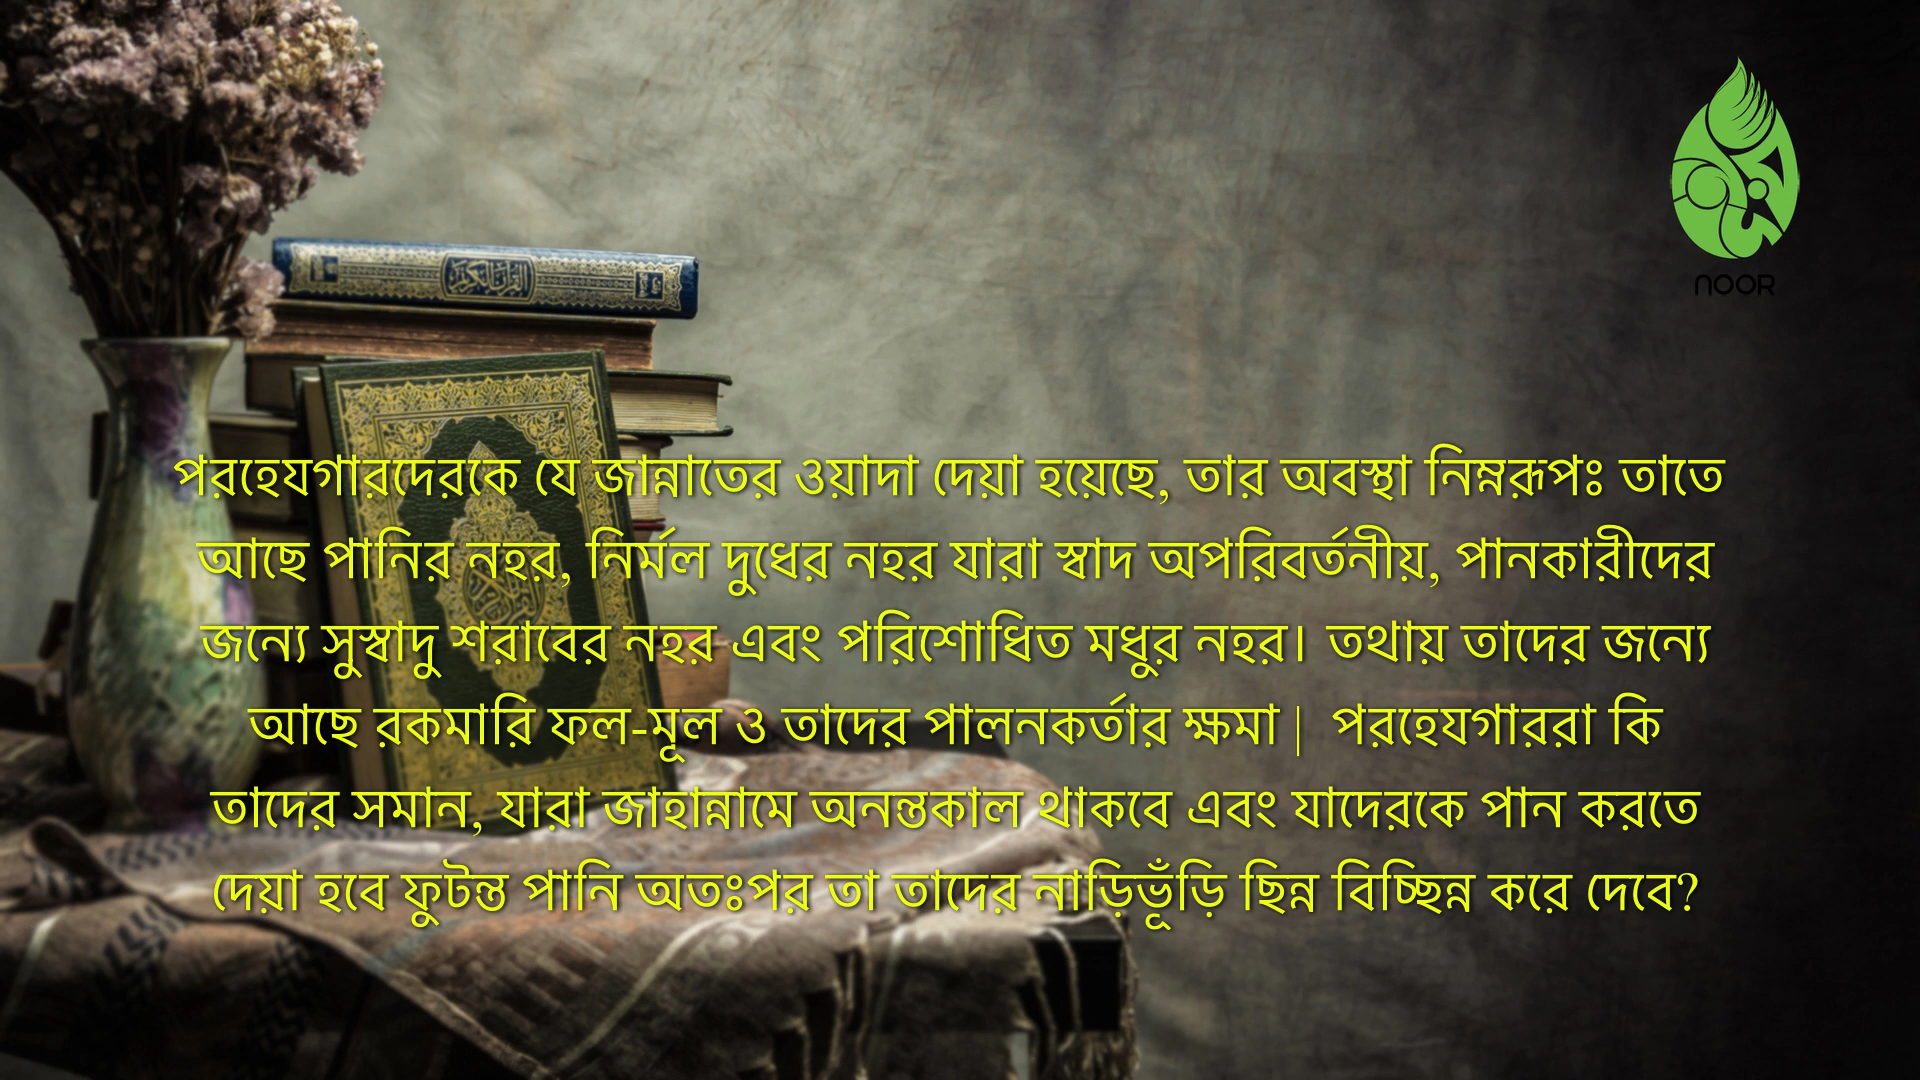 NOOR
القرآن الكريم
পরহেযগারদেরকে যে জান্নাতের ওয়াদা দেয়া হয়েছে, তার অবস্থা নিম্নরূপঃ তাতে
আছে পানির নহর, নির্মল দুধের নহর যারা স্বাদ অপরিবর্তনীয়, পানকারীদের
জন্যে সুস্বাদু শরাবের নহর এবং পরিশোধিত মধুর নহর। তথায় তাদের জন্যে
আছে রকমারি ফল-মূল ও তাদের পালনকর্তার ক্ষমা | পরহেযগাররা কি
তাদের সমান, যারা জাহান্নামে অনন্তকাল থাকবে এবং যাদেরকে পান করতে
দেয়া হবে ফুটন্ত পানি অতঃপর তা তাদের নাড়িভূঁড়ি ছিন্ন বিচ্ছিন্ন করে দেবে?